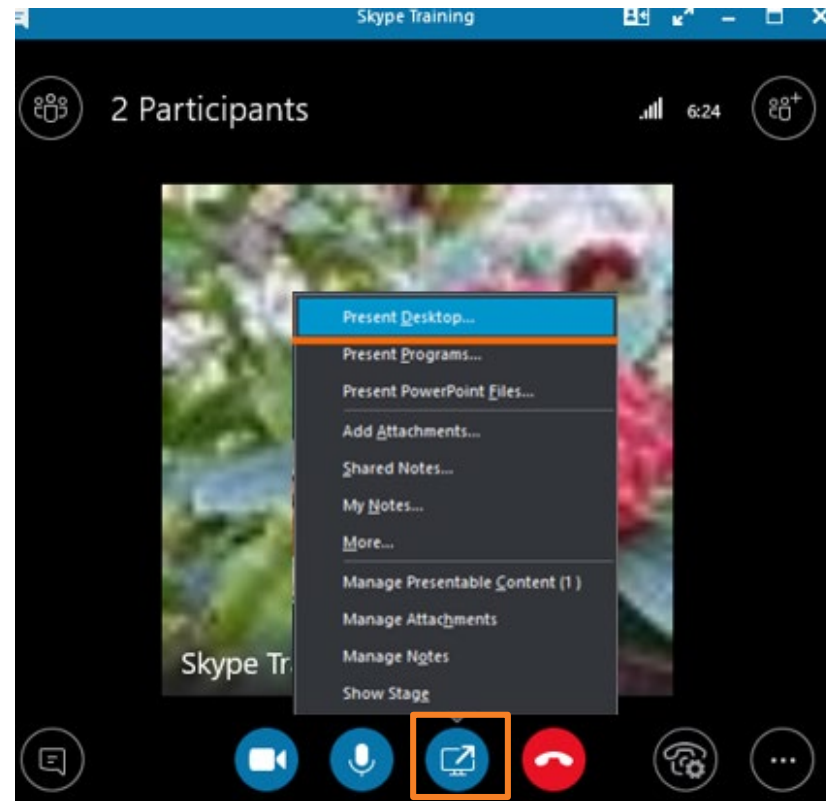 Skype Training
2 Participants
6:24
Present Desktop...
Present Programs...
Present PowerPoint Files...
Add Attachments...
Shared Notes...
My Notes...
More...
Manage Presentable Content (1 )
Manage Attachments
Manage Notes
Show Stage
Skype Tr